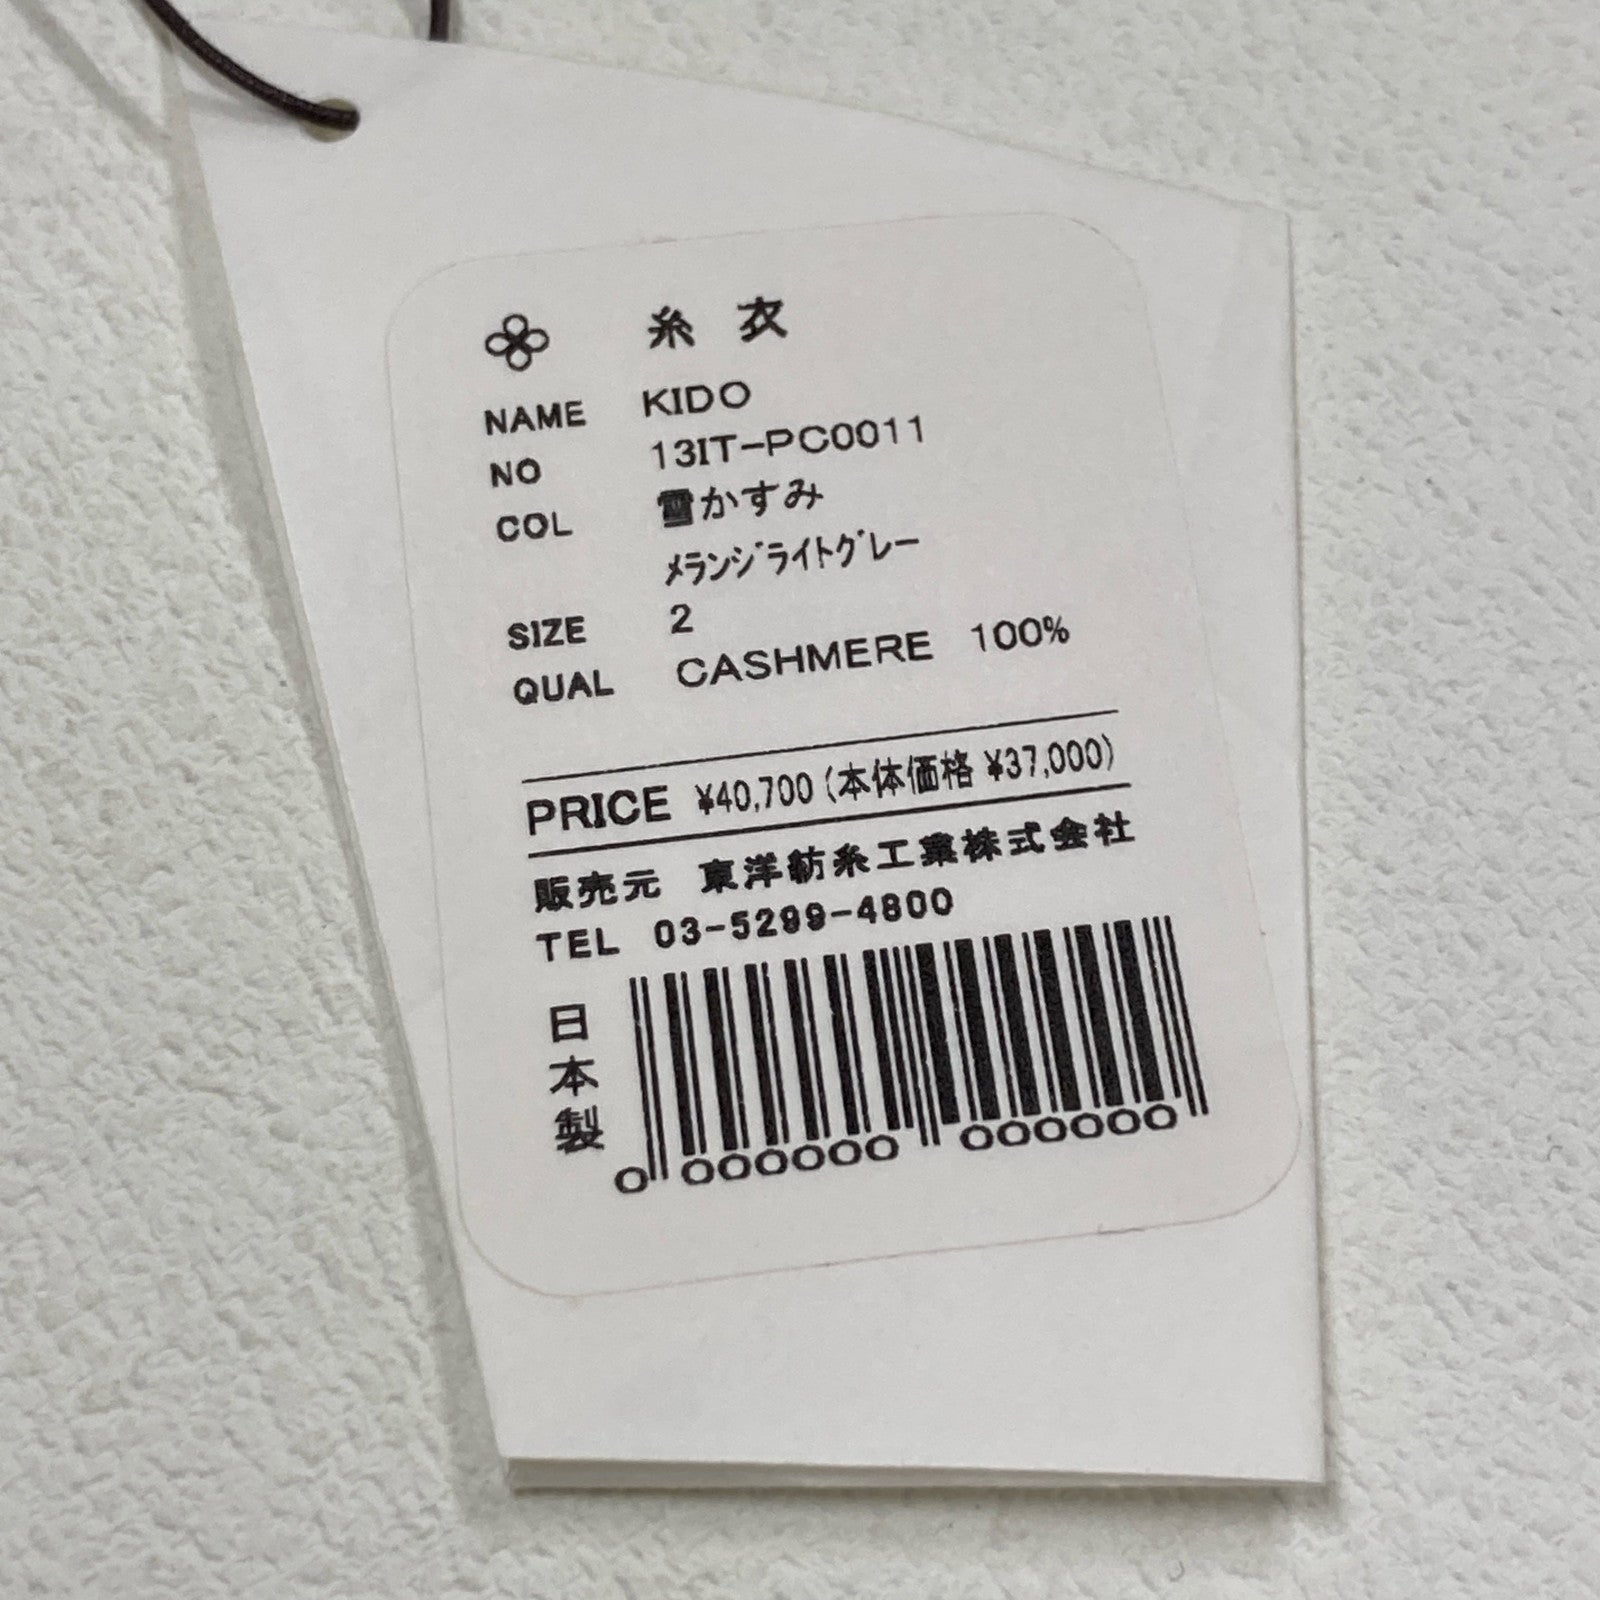 糸 衣
NAME KIDO
NO 13IT-PC0011
COL 雪かすみ
ﾒﾗﾝｼﾞﾗｲﾄｸﾞﾚｰ
SIZE 2
QUAL CASHMERE 100%
PRICE ¥40,700(本体価格 ¥37,000)
販売元 東洋紡糸工業株式会社
TEL 03-5299-4800
日本製
0 000000 000000